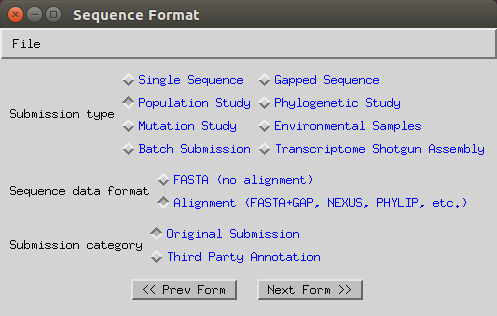 Sequence Format
File
Single Sequence Gapped Sequence
Population Study Phylogenetic Study
Submission type
Mutation Study Environmental Samples
Batch Submission Transcriptome Shotgun Assembly
FASTA (no alignment)
Sequence data format
Alignment (FASTA+GAP, NEXUS, PHYLIP, etc.)
Original Submission
Submission category
Third Party Annotation
<< Prev Form Next Form >>